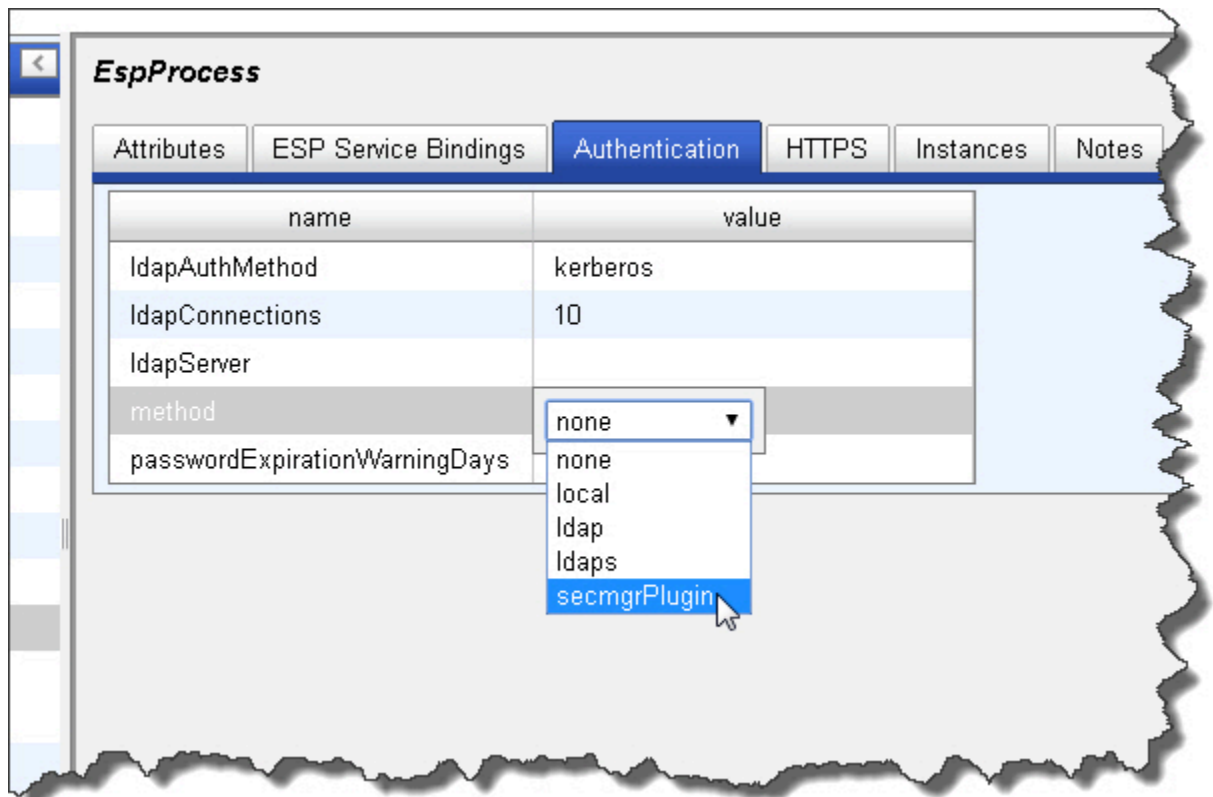 EspProcess
Attributes ESP Service Bindings Authentication HTTPS Instances Notes
name value
ldapAuthMethod kerberos
ldapConnections 10
ldapServer
method none
passwordExpirationWarningDays none
local
ldap
ldaps
secmgrPlugin